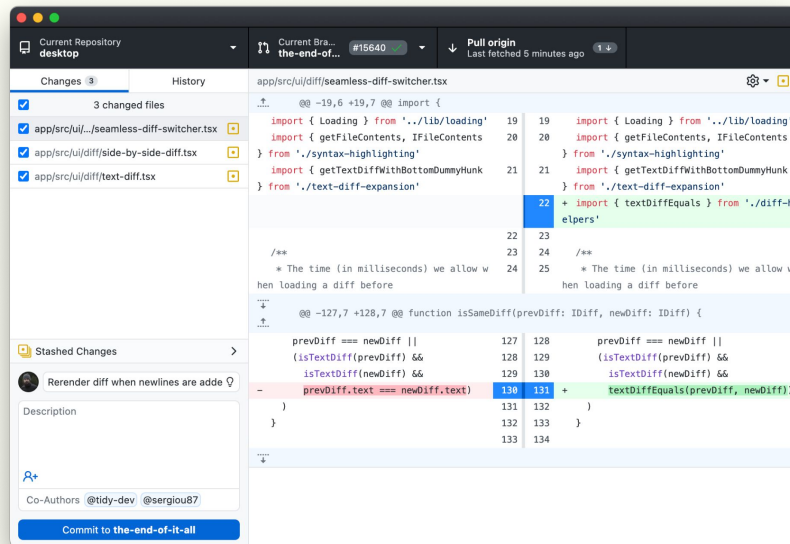 Current Repository
desktop
Current Bra...
the-end-of... #15640
Pull origin
Last fetched 5 minutes ago 1
Changes 3
History
app/src/ui/diff/seamless-diff-switcher.tsx
3 changed files
app/src/ui/.../seamless-diff-switcher.tsx
app/src/ui/diff/side-by-side-diff.tsx
app/src/ui/diff/text-diff.tsx
Stashed Changes
Rerender diff when newlines are adde
Description
Co-Authors @tidy-dev @sergiou87
Commit to the-end-of-it-all
@@ -19,6 +19,7 @@ import {
import { Loading } from '../lib/loading' 19 19 import { Loading } from '../lib/loading'
import { getFileContents, IFileContents 20 20 import { getFileContents, IFileContents
} from './syntax-highlighting' } from './syntax-highlighting'
import { getTextDiffWithBottomDummyHunk 21 21 import { getTextDiffWithBottomDummyHunk
} from './text-diff-expansion' } from './text-diff-expansion'
22 + import { textDiffEquals } from './diff-h
elpers'
22 23
/** 23 24 /**
* The time (in milliseconds) we allow w 24 25 * The time (in milliseconds) we allow w
hen loading a diff before hen loading a diff before
@@ -127,7 +128,7 @@ function isSameDiff(prevDiff: IDiff, newDiff: IDiff) {
prevDiff === newDiff || 127 128 prevDiff === newDiff ||
(isTextDiff(prevDiff) && 128 129 (isTextDiff(prevDiff) &&
isTextDiff(newDiff) && 129 130 isTextDiff(newDiff) &&
- prevDiff.text === newDiff.text) 130 131 + textDiffEquals(prevDiff, newDiff))
) 131 132 )
} 132 133 }
133 134